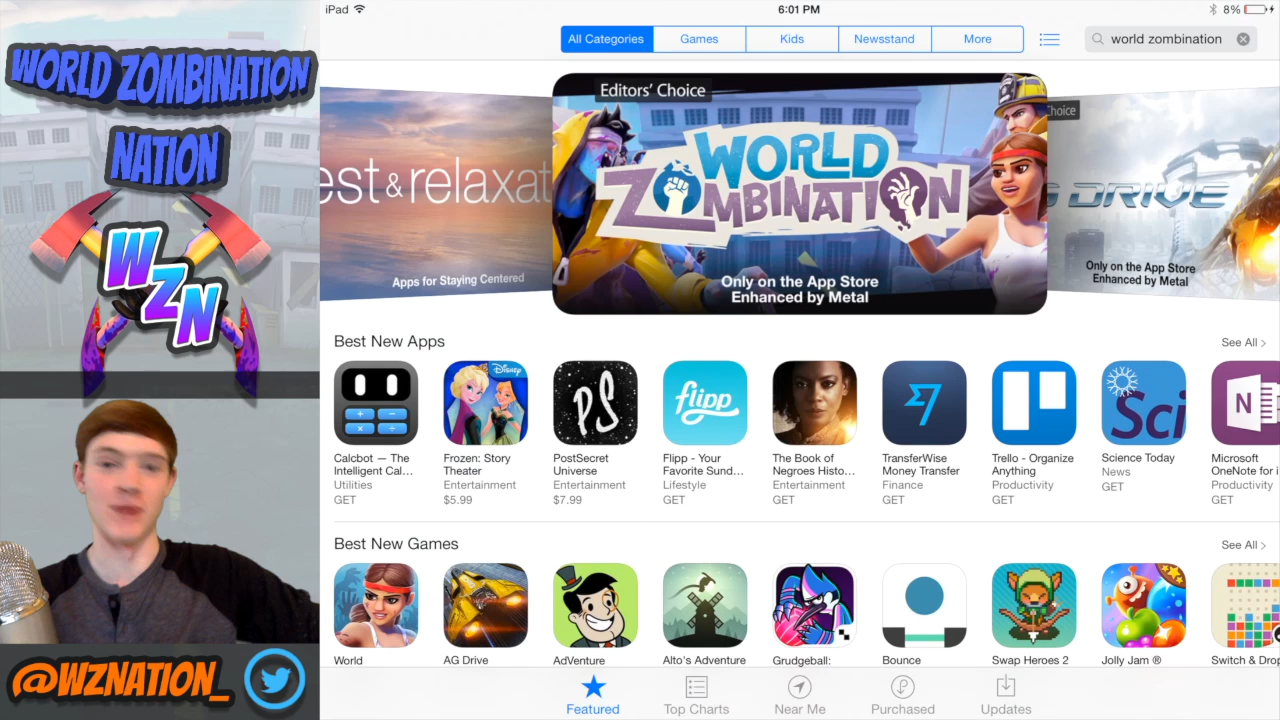 WORLD ZOMBINATION
NATION
WZN
@WZNATION_
iPad
6:01 PM
8%
All Categories
Games
Kids
Newsstand
More
world zombination
est & relaxat
Apps for Staying Centered
Editors' Choice
WORLD
ZOMBINATION
Only on the App Store
Enhanced by Metal
hoice
G DRIVE
Only on the App Store
Enhanced by Metal
Best New Apps
See All >
Disney
PS
flipp
Sci
N
Calcbot — The
Intelligent Cal...
Utilities
GET
Frozen: Story
Theater
Entertainment
$5.99
PostSecret
Universe
Entertainment
$7.99
Flipp - Your
Favorite Sund...
Lifestyle
GET
The Book of
Negroes Histo...
Entertainment
GET
TransferWise
Money Transfer
Finance
GET
Trello - Organize
Anything
Productivity
GET
Science Today
News
GET
Microsoft
OneNote for i
Productivity
GET
Best New Games
See All >
World
AG Drive
AdVenture
Alto's Adventure
Grudgeball:
Bounce
Swap Heroes 2
Jolly Jam ®
Switch & Drop
Featured
Top Charts
Near Me
Purchased
Updates